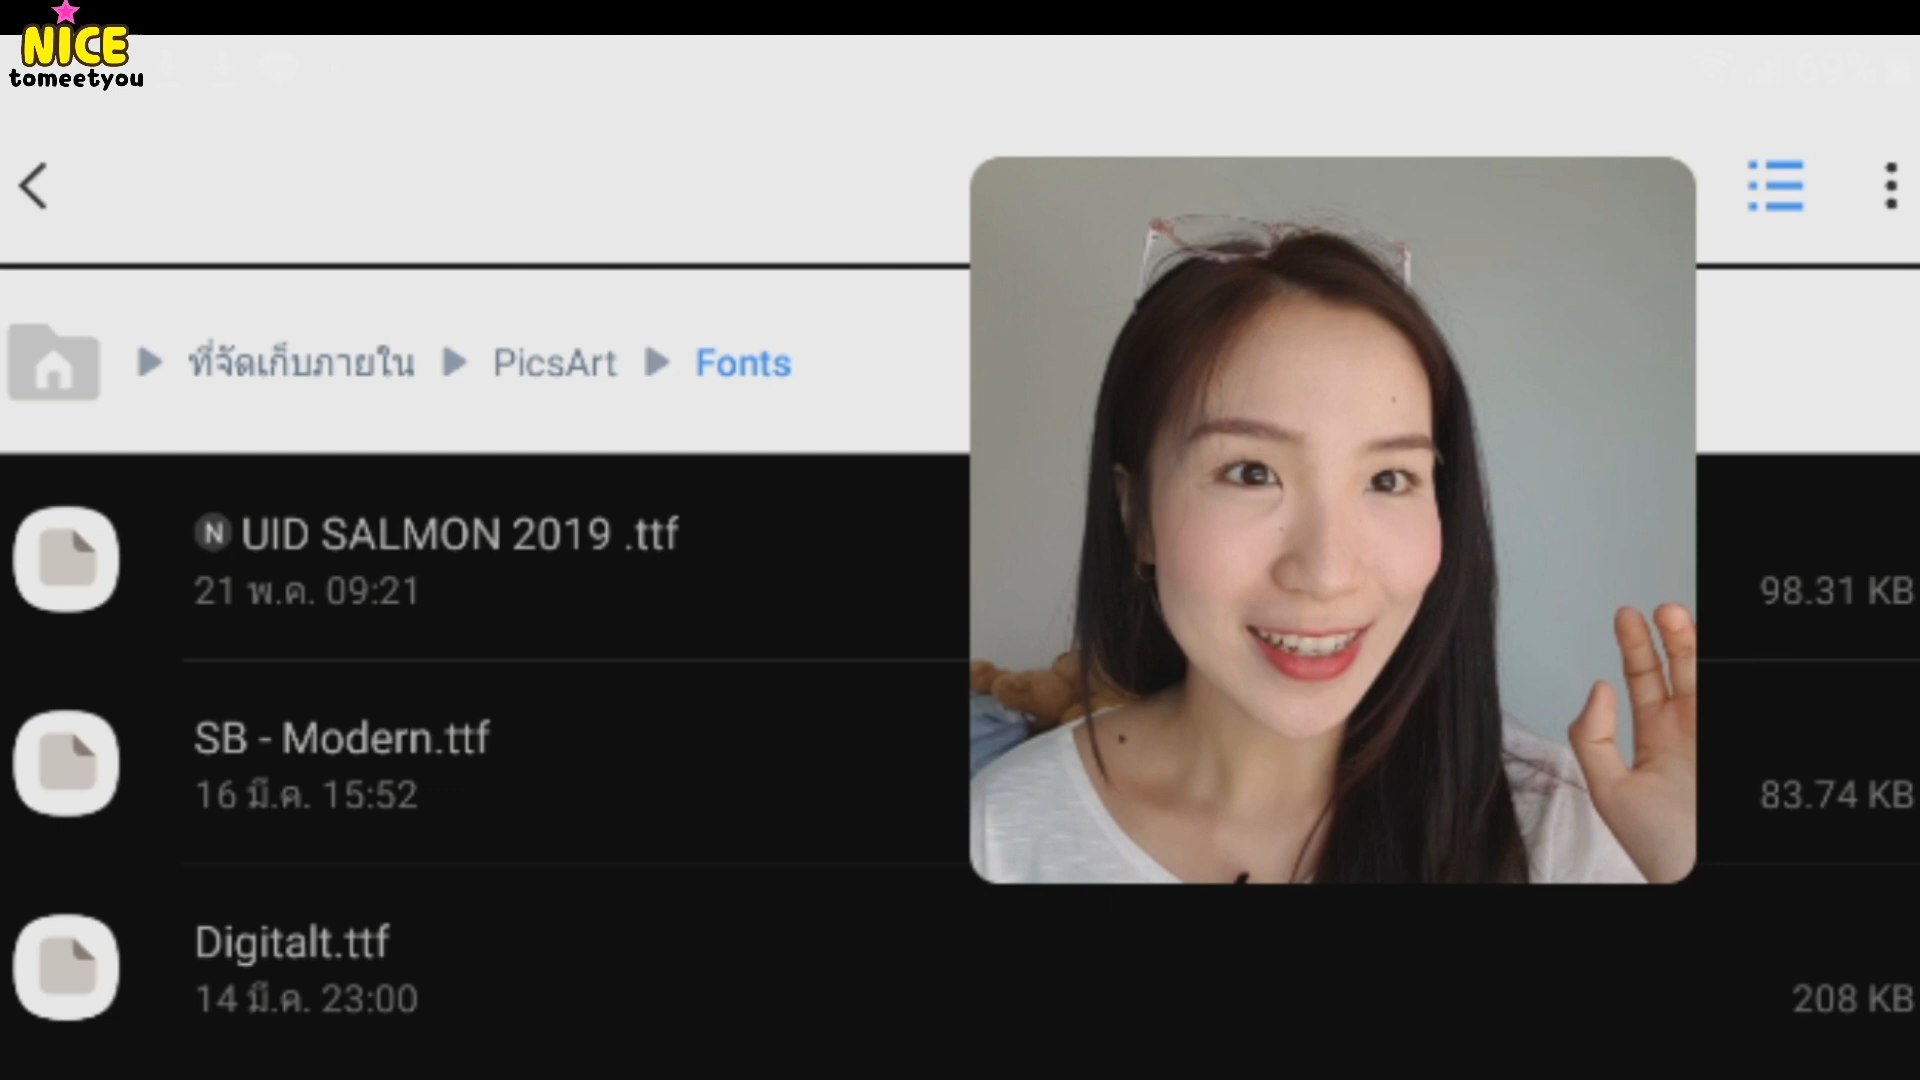 NICE
tomeetyou
ที่จัดเก็บภายใน PicsArt Fonts
N UID SALMON 2019 .ttf
21 พ.ค. 09:21
98.31 KB
SB - Modern.ttf
16 มี.ค. 15:52
83.74 KB
Digitalt.ttf
14 มี.ค. 23:00
208 KB